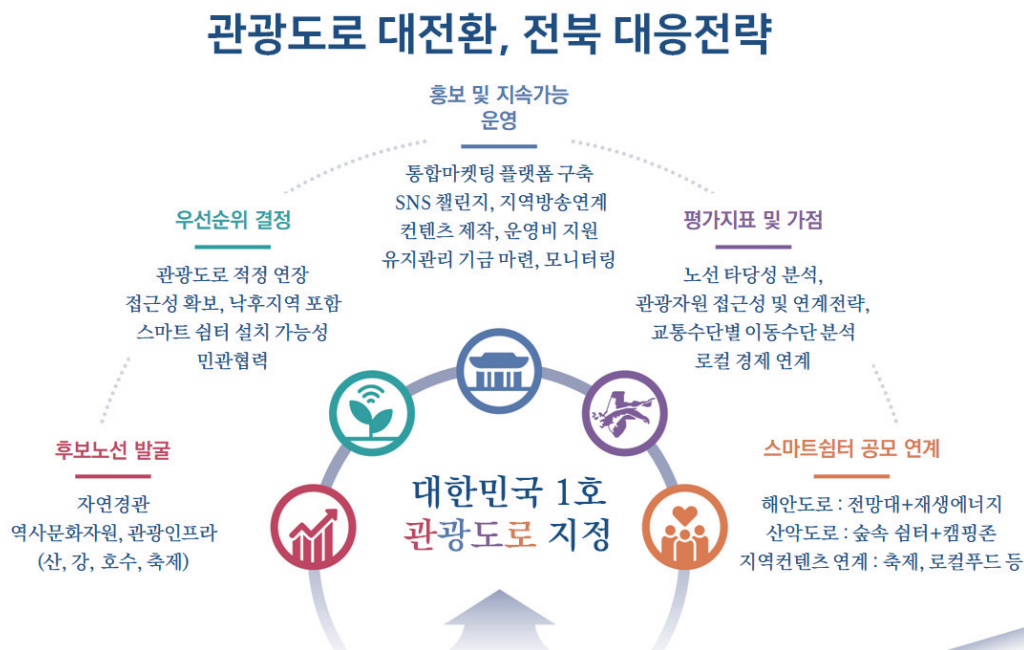 관광도로 대전환, 전북 대응전략
홍보 및 지속가능
운영
통합마켓팅 플랫폼 구축
SNS 챌린지, 지역방송연계
컨텐츠 제작, 운영비 지원
유지관리 기금 마련, 모니터링
우선순위 결정
관광도로 적정 연장
접근성 확보, 낙후지역 포함
스마트 쉼터 설치 가능성
민관협력
평가지표 및 가점
노선 타당성 분석,
관광자원 접근성 및 연계전략,
교통수단별 이동수단 분석
로컬 경제 연계
후보노선 발굴
자연경관
역사문화자원, 관광인프라
(산, 강, 호수, 축제)
대한민국 1호
관광도로 지정
스마트쉼터 공모 연계
해안도로 : 전망대+재생에너지
산악도로 : 숲속 쉼터+캠핑존
지역컨텐츠 연계 : 축제, 로컬푸드 등